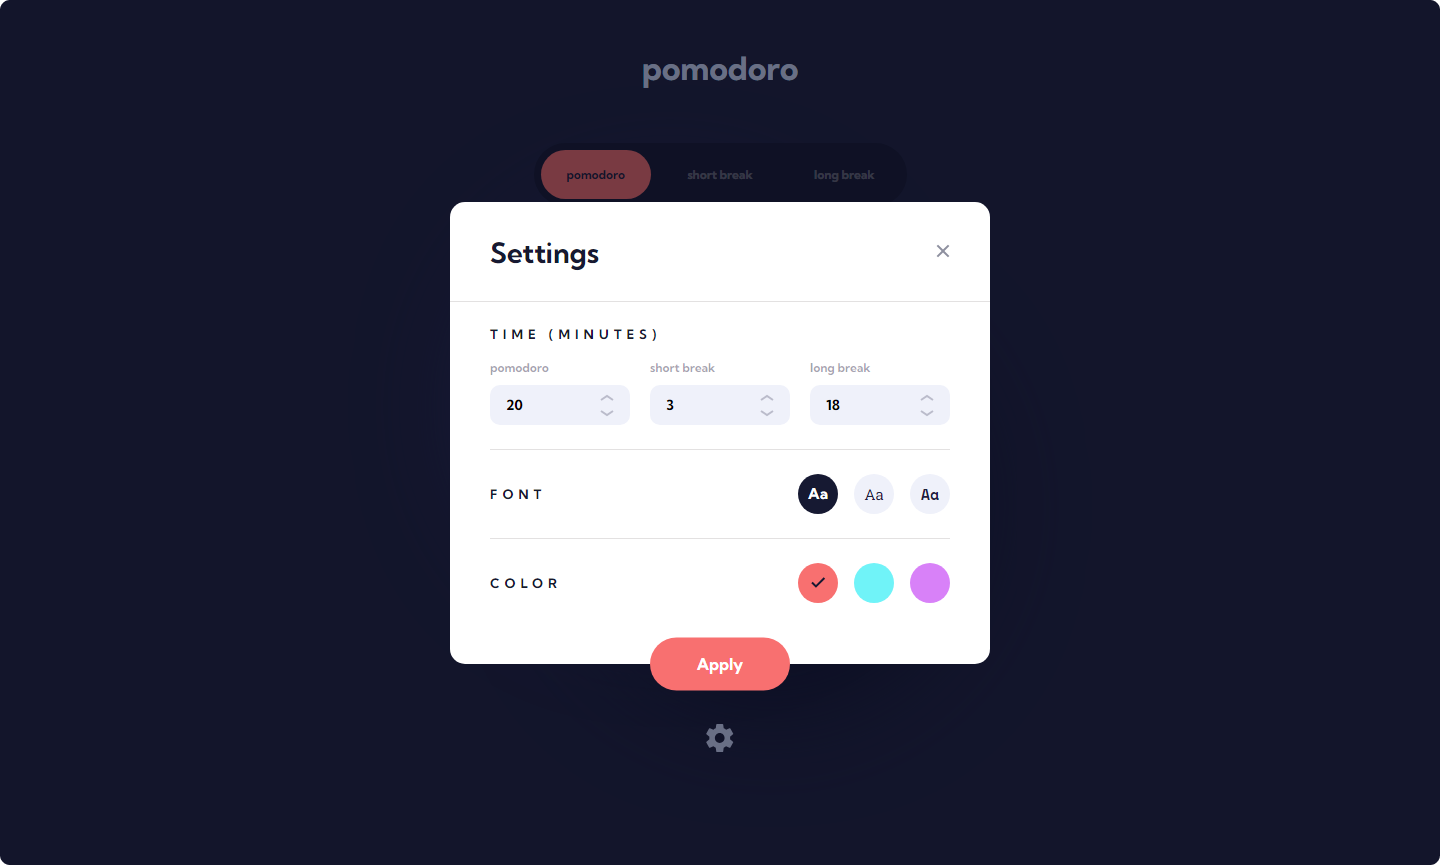 pomodoro
pomodoro short break long break
Settings
TIME (MINUTES)
pomodoro short break long break
20 3 18
FONT Aa Aa Aa
COLOR
Apply